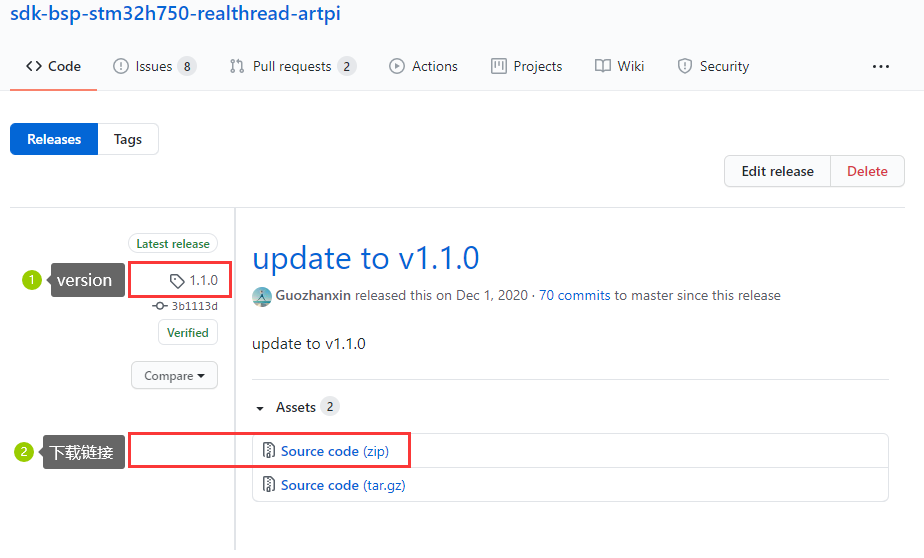 sdk-bsp-stm32h750-realthread-artpi
Code Issues 8 Pull requests 2 Actions Projects Wiki Security ...
Releases Tags
Edit release Delete
Latest release
update to v1.1.0
1 version 1.1.0
Guozhanxin released this on Dec 1, 2020 · 70 commits to master since this release
3b1113d
Verified
update to v1.1.0
Compare
Assets 2
2 下载链接 Source code (zip)
Source code (tar.gz)